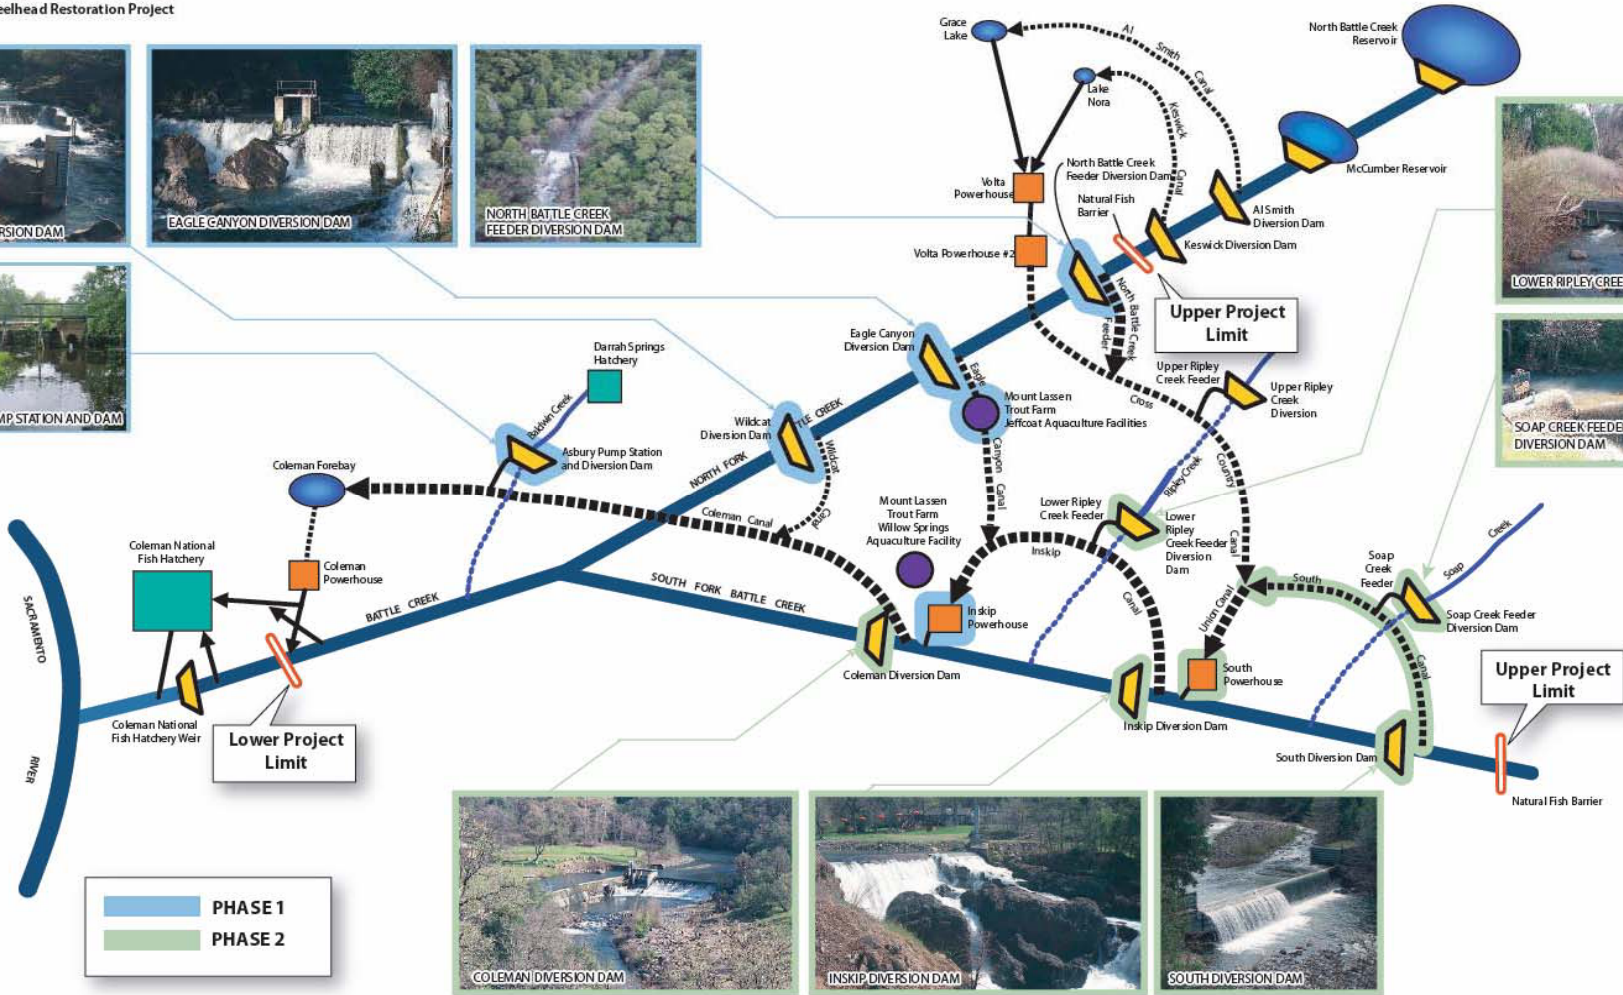 eelhead Restoration Project
RSION DAM
EAGLE CANYON DIVERSION DAM
NORTH BATTLE CREEK
FEEDER DIVERSION DAM
MP STATION AND DAM
Grace
Lake
Al Smith Canal
Lake
Nora
Keswick Canal
North Battle Creek
Reservoir
McCumber Reservoir
North Battle Creek
Feeder Diversion Dam
Volta
Powerhouse
Natural Fish
Barrier
Al Smith
Diversion Dam
Keswick Diversion Dam
Volta Powerhouse #2
North Battle Creek
Feeder
Upper Project
Limit
LOWER RIPLEY CREE
SOAP CREEK FEEDE
DIVERSION DAM
Eagle Canyon
Diversion Dam
Eagle Canyon Canal
Mount Lassen
Trout Farm
Jeffcoat Aquaculture Facilities
Cross Country Canal
Upper Ripley
Creek Feeder
Upper Ripley
Creek
Diversion
Ripley Creek
Darrah Springs
Hatchery
Baldwin Creek
Asbury Pump Station
and Diversion Dam
Wildcat
Diversion Dam
Wildcat Canal
NORTH FORK
TLE CREEK
Coleman Forebay
Coleman Canal
Mount Lassen
Trout Farm
Willow Springs
Aquaculture Facility
Lower Ripley
Creek Feeder
Lower
Ripley
Creek Feeder
Diversion
Dam
Inskip Canal
Inskip
Powerhouse
Coleman National
Fish Hatchery
Coleman
Powerhouse
SACRAMENTO
RIVER
BATTLE CREEK
SOUTH FORK BATTLE CREEK
Union Canal
South Canal
Soap
Creek
Feeder
Soap Creek
Soap Creek Feeder
Diversion Dam
South
Powerhouse
Coleman Diversion Dam
Inskip Diversion Dam
South Diversion Dam
Upper Project
Limit
Natural Fish Barrier
Coleman National
Fish Hatchery Weir
Lower Project
Limit
PHASE 1
PHASE 2
COLEMAN DIVERSION DAM
INSKIP DIVERSION DAM
SOUTH DIVERSION DAM